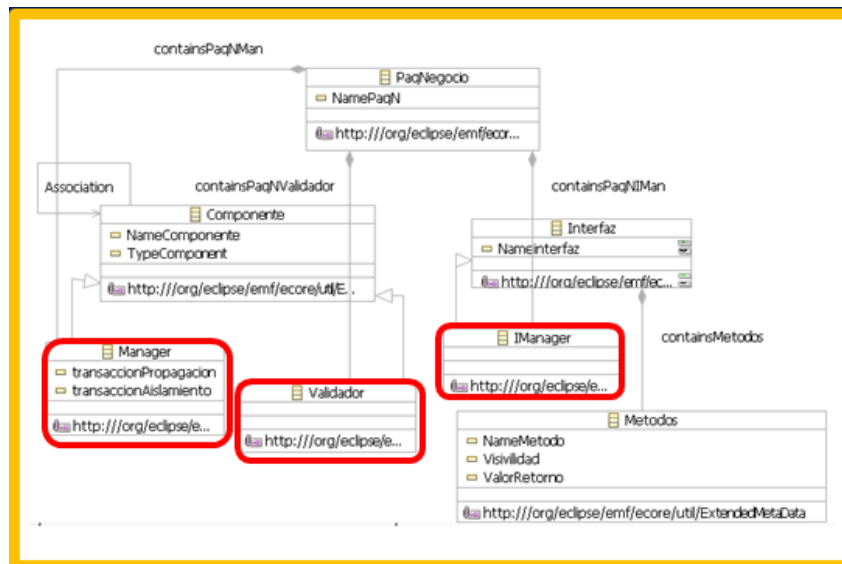 containsPaqNMan
PaqNegocio
NamePaqN
http:///org/eclipse/emf/ecor...
Association
containsPaqNValidador
containsPaqNIMan
Componente
NameComponente
TypeComponent
http:///org/eclipse/emf/ecore/util/E...
Interfaz
Nameinterfaz
http:///org/eclipse/emf/ec...
Manager
transaccionPropagacion
transaccionAislamiento
http:///org/eclipse/e...
Validador
http:///org/eclipse/e...
IManager
http:///org/eclipse/e...
containsMetodos
Metodos
NameMetodo
Visivilidad
ValorRetorno
http:///org/eclipse/emf/ecore/util/ExtendedMetaData